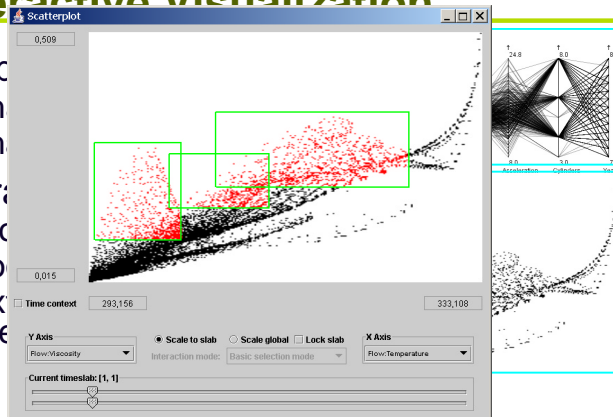 eractive visualization
Scatterplot
0,509
0,015
Time context
293,156
333,108
Y Axis
Scale to slab
Scale global
Lock slab
X Axis
Flow:Viscosity
Interaction mode:
Basic selection mode
Flow:Temperature
Current timeslab: [1, 1]
24.8
8.0
8.0
3.0
Acceleration
Cylinders